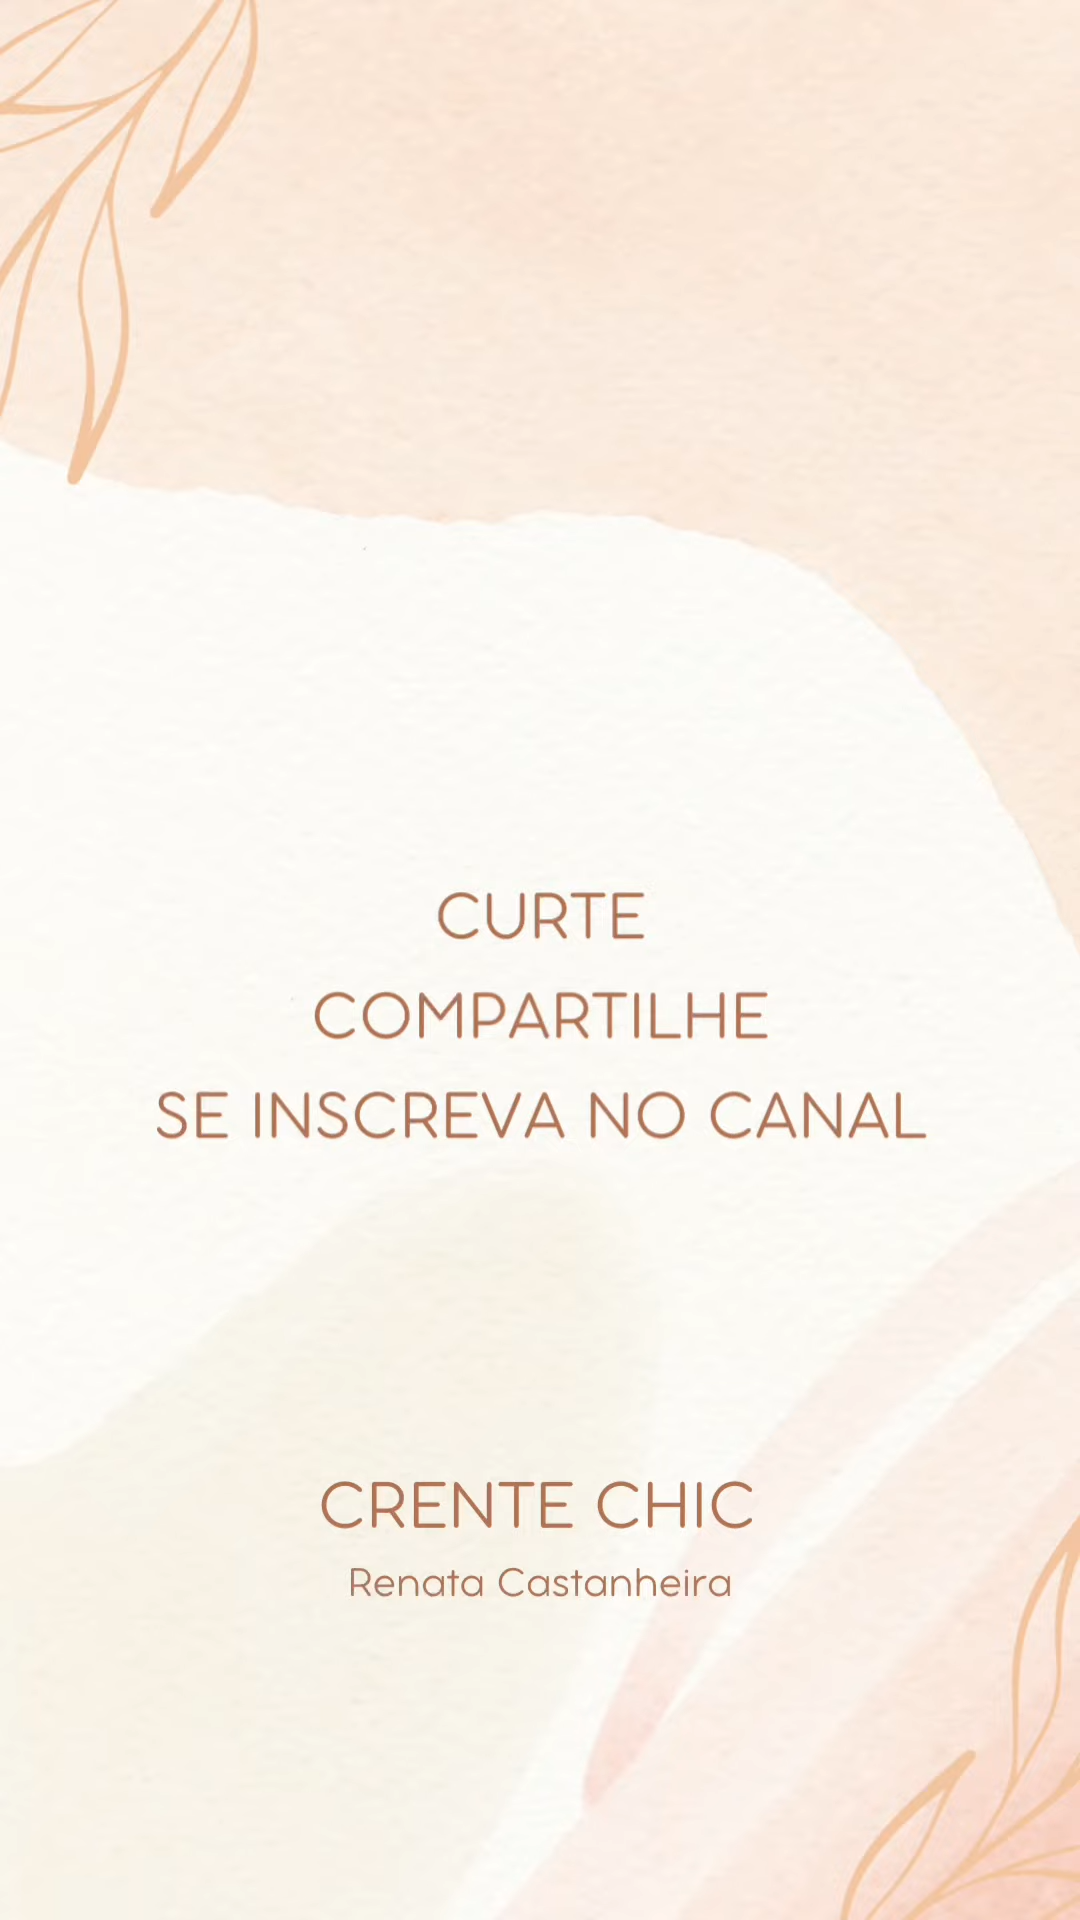 CURTE
COMPARTILHE
SE INSCREVA NO CANAL
CRENTE CHIC
Renata Castanheira